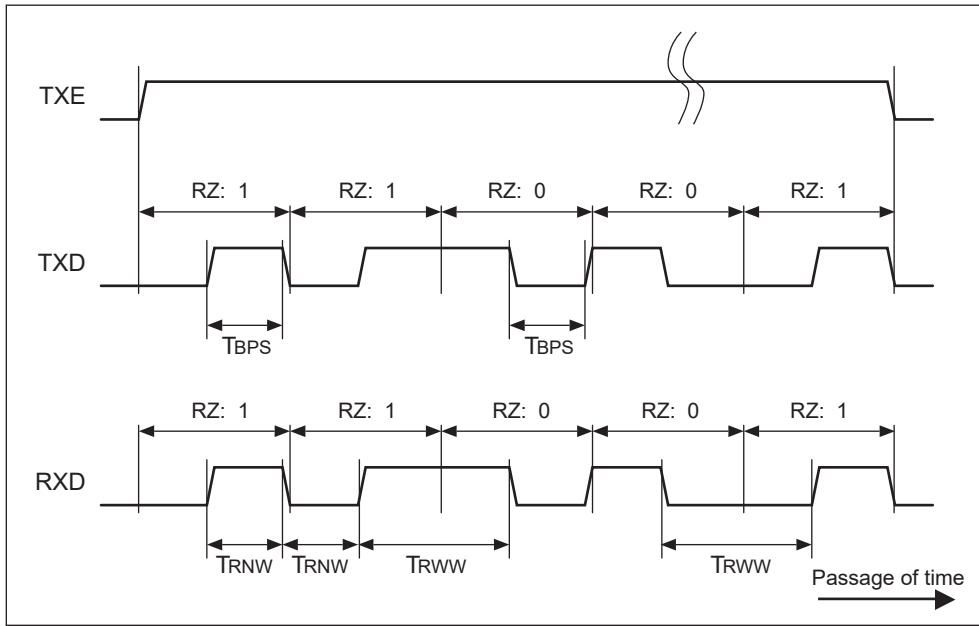 TXE
RZ: 1 RZ: 1 RZ: 0 RZ: 0 RZ: 1
TXD
TBPS TBPS
RZ: 1 RZ: 1 RZ: 0 RZ: 0 RZ: 1
RXD
TRNW TRNW TRWW TRWW
Passage of time